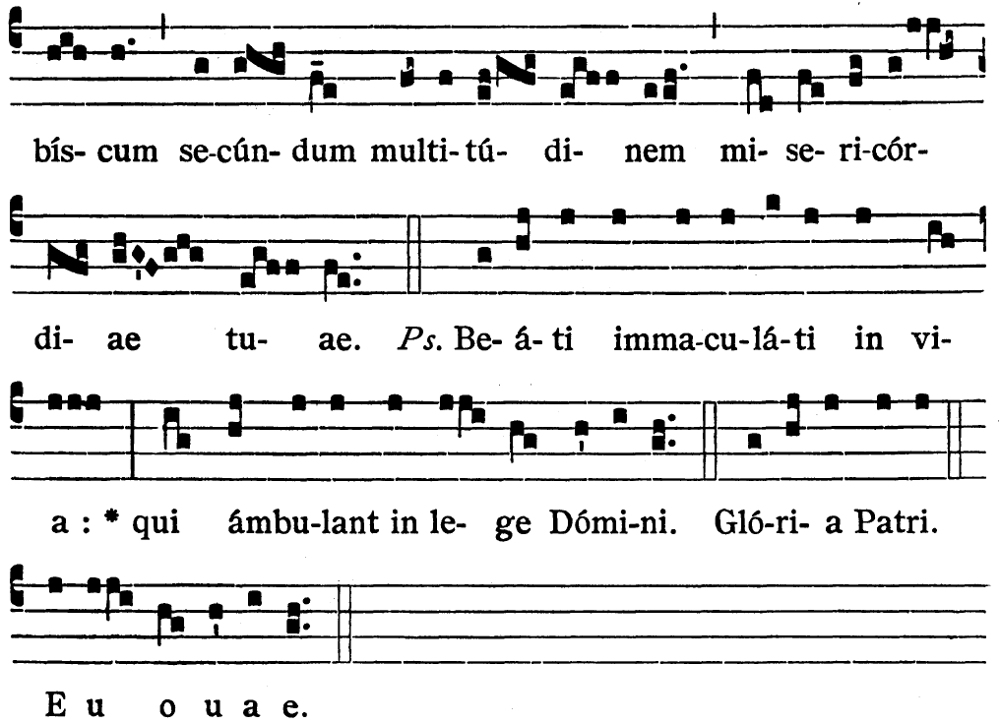 bís- cum se-cún- dum multi-tú- di- nem mi- se- ri-cór-
di- ae tu- ae. Ps. Be- á- ti imma-cu-lá-ti in vi-
a : * qui ámbu-lant in le- ge Dómi-ni. Gló-ri- a Patri.
E u o u a e.